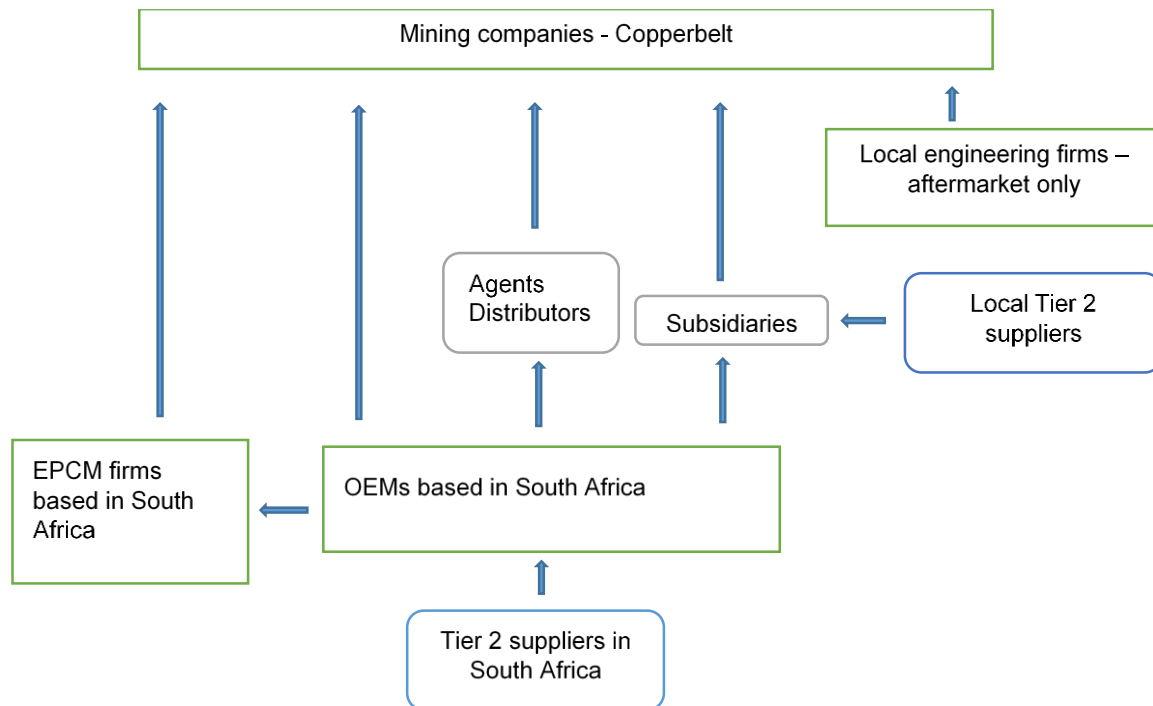 Mining companies - Copperbelt
Local engineering firms –
aftermarket only
Agents
Distributors
Subsidiaries
Local Tier 2
suppliers
EPCM firms
based in South
Africa
OEMs based in South Africa
Tier 2 suppliers in
South Africa